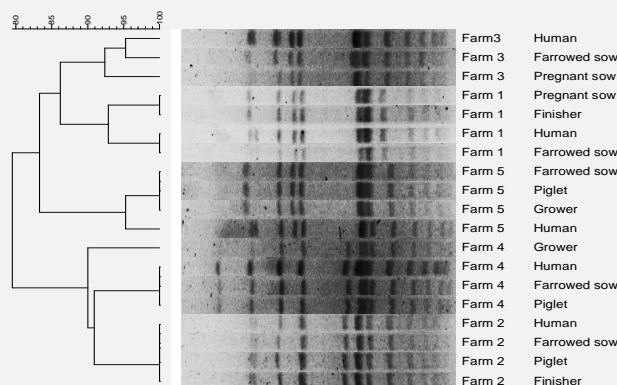 80 85 90 95 100
Farm3 Human
Farm 3 Farrowed sow
Farm 3 Pregnant sow
Farm 1 Pregnant sow
Farm 1 Finisher
Farm 1 Human
Farm 1 Farrowed sow
Farm 5 Farrowed sow
Farm 5 Piglet
Farm 5 Grower
Farm 5 Human
Farm 4 Grower
Farm 4 Human
Farm 4 Farrowed sow
Farm 4 Piglet
Farm 2 Human
Farm 2 Farrowed sow
Farm 2 Piglet
Farm 2 Finisher